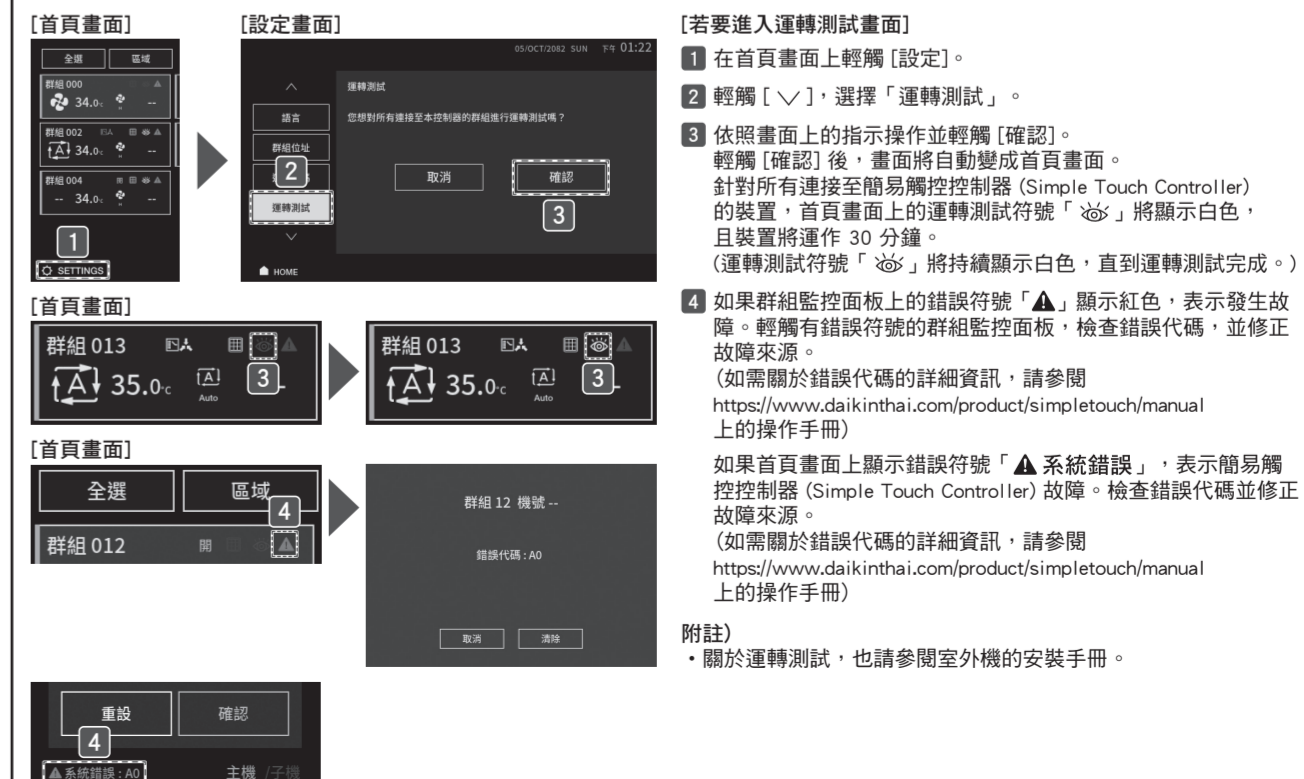 [首頁畫面]
全選
區域
群組 000
34.0℃
--
群組 002
A
34.0℃
--
群組 004
開
--
34.0℃
--
1
SETTINGS
[設定畫面]
05/OCT/2082 SUN 下午 01:22
語言
群組位址
2
運轉測試
HOME
運轉測試
您想對所有連接至本控制器的群組進行運轉測試嗎？
取消
確認
3
[首頁畫面]
群組 013
A
35.0℃
A
Auto
3
群組 013
A
35.0℃
A
Auto
3
[首頁畫面]
全選
區域
4
群組 012
開
群組 12 機號 --
錯誤代碼 : A0
取消
清除
重設
確認
4
系統錯誤 : A0
主機 /子機
[若要進入運轉測試畫面]
1 在首頁畫面上輕觸 [設定]。
2 輕觸 [ ∨ ]，選擇「運轉測試」。
3 依照畫面上的指示操作並輕觸 [確認]。
輕觸 [確認] 後，畫面將自動變成首頁畫面。
針對所有連接至簡易觸控控制器 (Simple Touch Controller)
的裝置，首頁畫面上的運轉測試符號「 」將顯示白色，
且裝置將運作 30 分鐘。
(運轉測試符號「 」將持續顯示白色，直到運轉測試完成。)
4 如果群組監控面板上的錯誤符號「⚠」顯示紅色，表示發生故
障。輕觸有錯誤符號的群組監控面板，檢查錯誤代碼，並修正
故障來源。
(如需關於錯誤代碼的詳細資訊，請參閱
https://www.daikinthai.com/product/simpletouch/manual
上的操作手冊)
如果首頁畫面上顯示錯誤符號「⚠ 系統錯誤」，表示簡易觸
控控制器 (Simple Touch Controller) 故障。檢查錯誤代碼並修正
故障來源。
(如需關於錯誤代碼的詳細資訊，請參閱
https://www.daikinthai.com/product/simpletouch/manual
上的操作手冊)
附註)
・關於運轉測試，也請參閱室外機的安裝手冊。